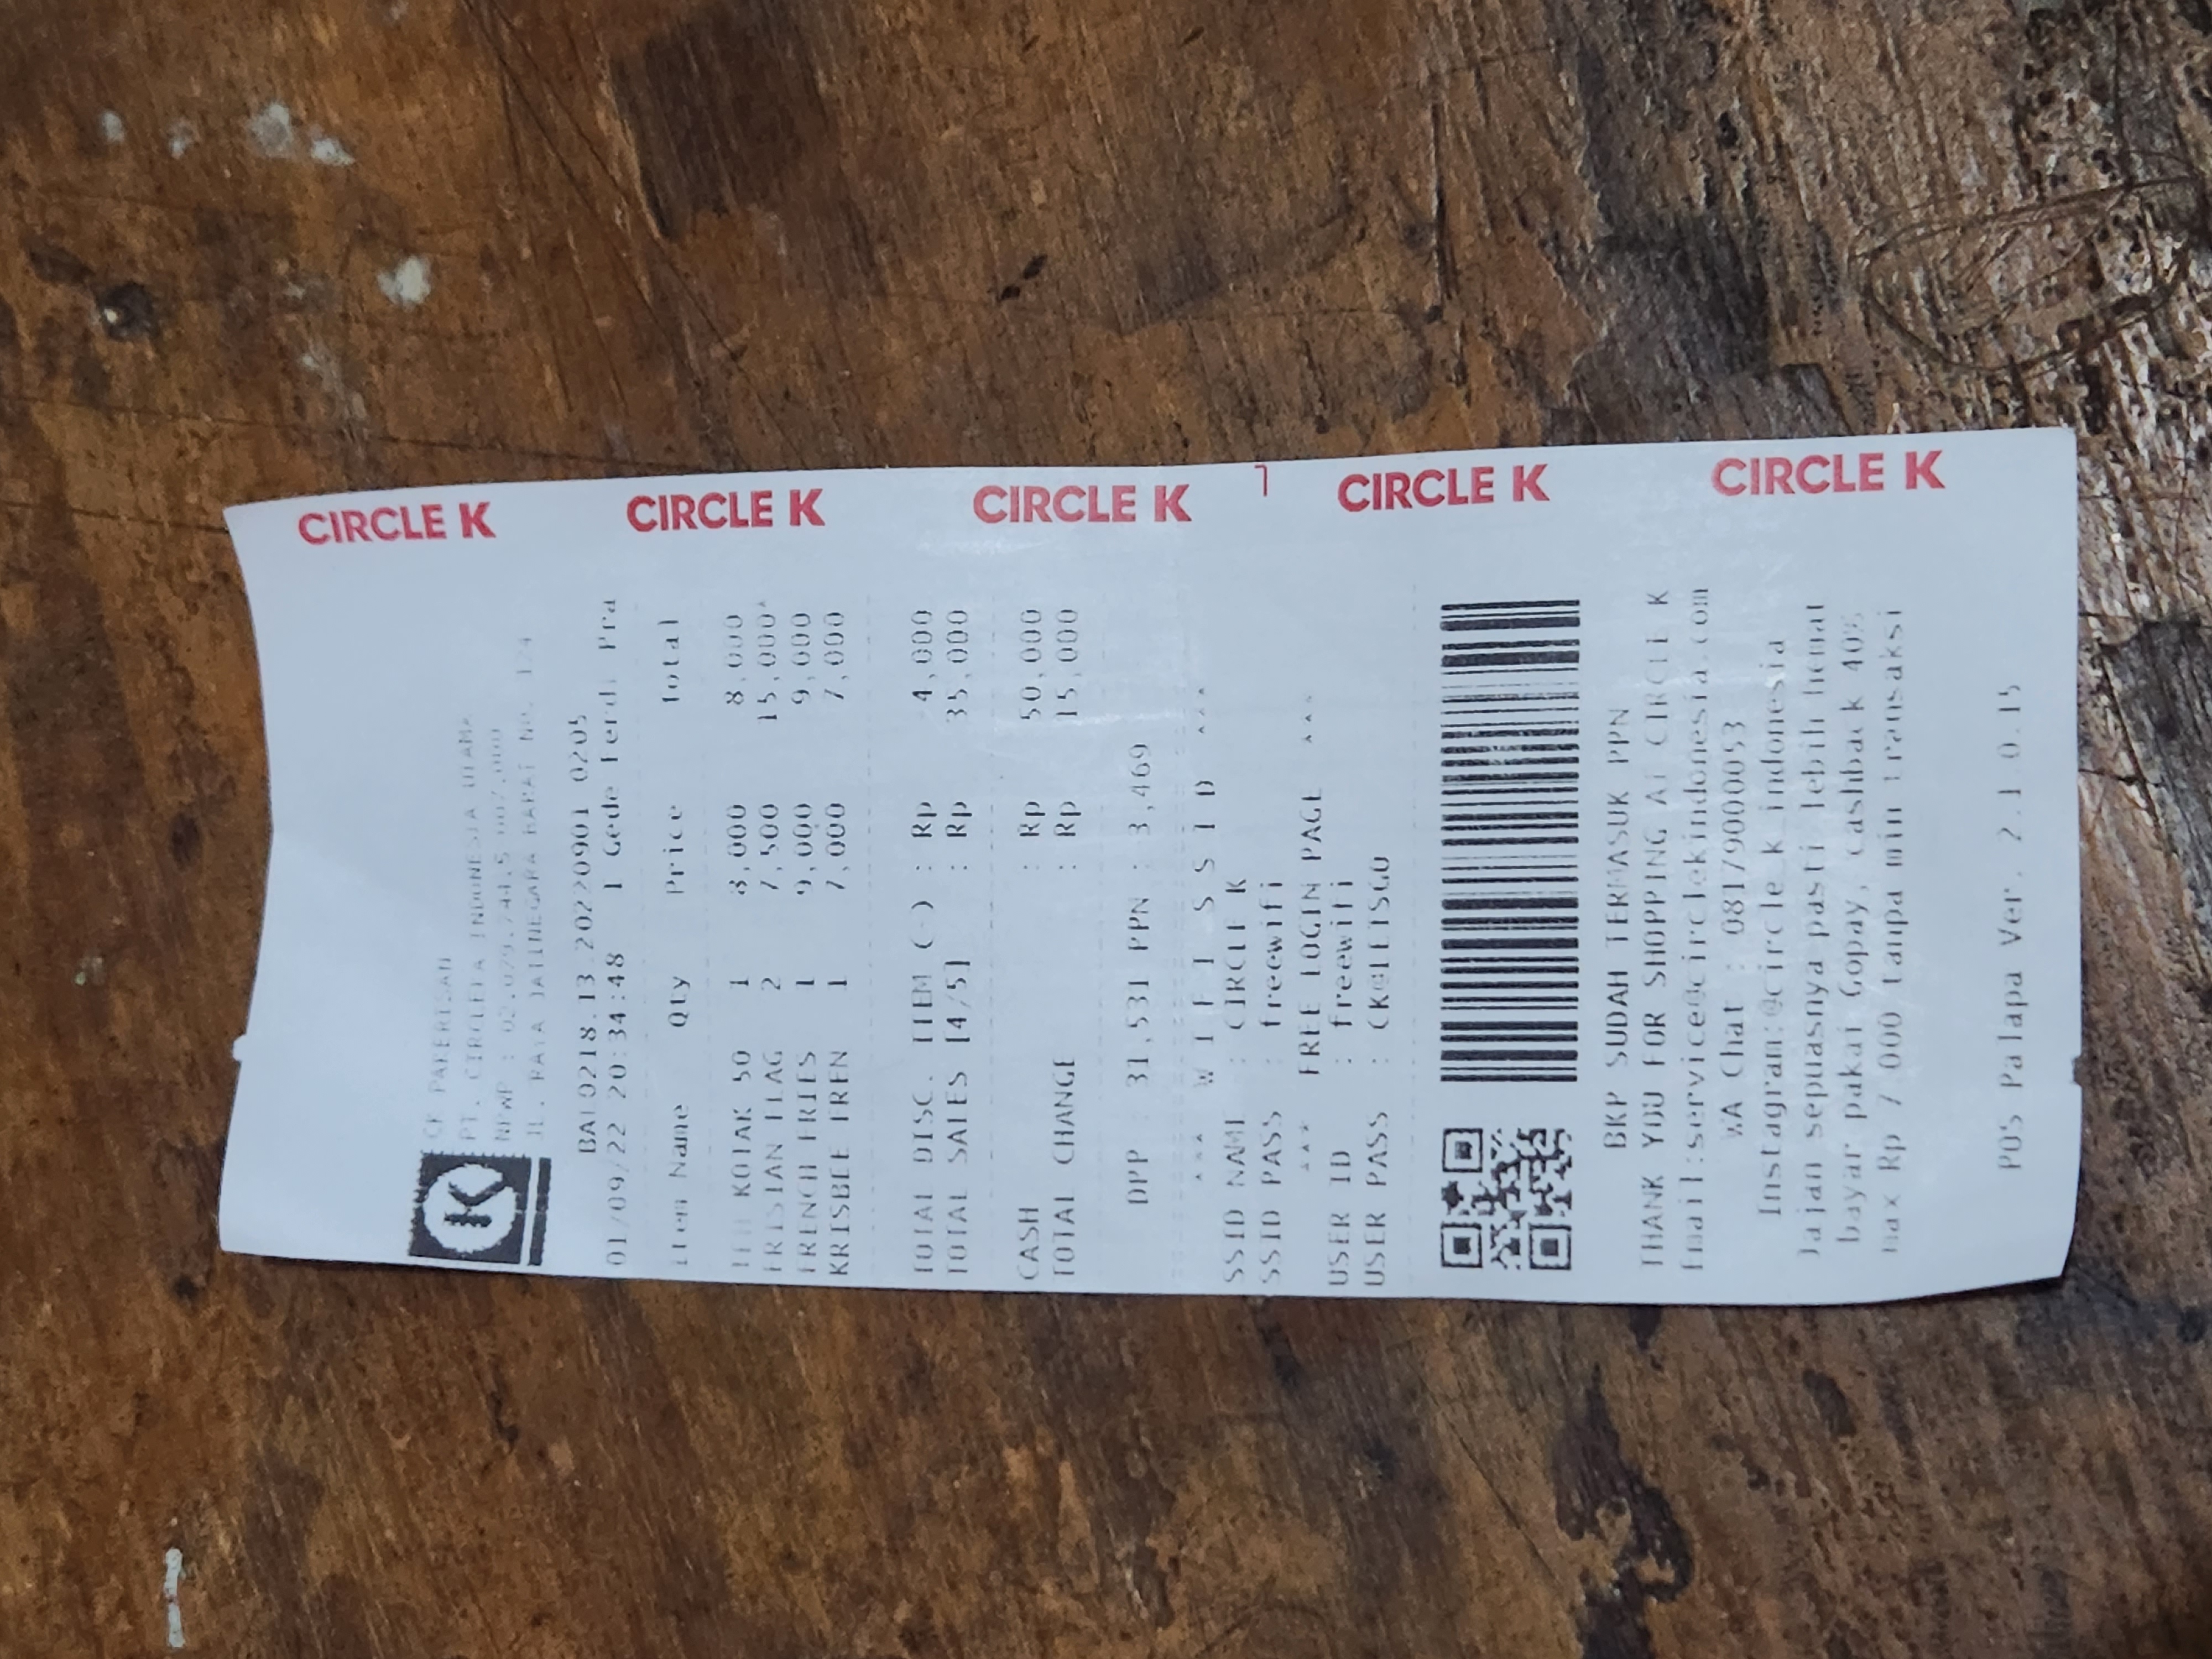 CIRCLE K
CIRCLE K
CIRCLE K
CIRCLE K
CIRCLE K
K
CK PAKERISAN
PT. CIRCLEKA INDONESIA UTAMA
NPWP :
JL. RAYA JATINEGARA BARAT NO.
20220901 0205
01/09/22 20:34:48 1 Gede Ferdi Pra
Item Name Qty Price Total
KOTAK 50 1 8,000 8,000
FRISIAN FLAG 2 7,500 15,000*
FRENCH FRIES 1 9,000 9,000
KRISBEE FREN 1 7,000 7,000
TOTAL DISC. ITEM (-) : Rp 4,000
TOTAL SALES [4/5] : Rp 35,000
CASH : Rp 50,000
TOTAL CHANGE : Rp 15,000
DPP : 31,531 PPN : 3,469
*** W I F I S S I D ***
SSID NAME : CIRCLE K
SSID PASS : freewifi
*** FREE LOGIN PAGE ***
USER ID : freewifi
USER PASS :
BKP SUDAH TERMASUK PPN
THANK YOU FOR SHOPPING AT CIRCLE K
Email:service@circlekindonesia.com
WA Chat : 08179000053
Instagram:@circle_k_indonesia
Jajan sepuasnya pasti lebih hemat
bayar pakai Gopay, cashback 40%
max Rp 7.000 tanpa min transaksi
POS Palapa Ver. 2.1.0.15